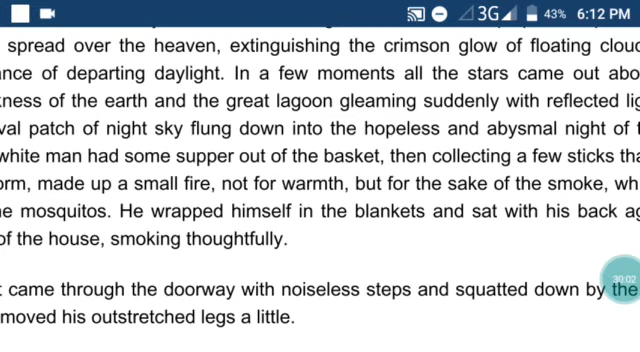 3G 43% 6:12 PM
spread over the heaven, extinguishing the crimson glow of floating cloud
ance of departing daylight. In a few moments all the stars came out abo
kness of the earth and the great lagoon gleaming suddenly with reflected lig
val patch of night sky flung down into the hopeless and abysmal night of t
white man had some supper out of the basket, then collecting a few sticks tha
orm, made up a small fire, not for warmth, but for the sake of the smoke, wh
ne mosquitos. He wrapped himself in the blankets and sat with his back ag
of the house, smoking thoughtfully.
t came through the doorway with noiseless steps and squatted down by the
moved his outstretched legs a little.
30:02